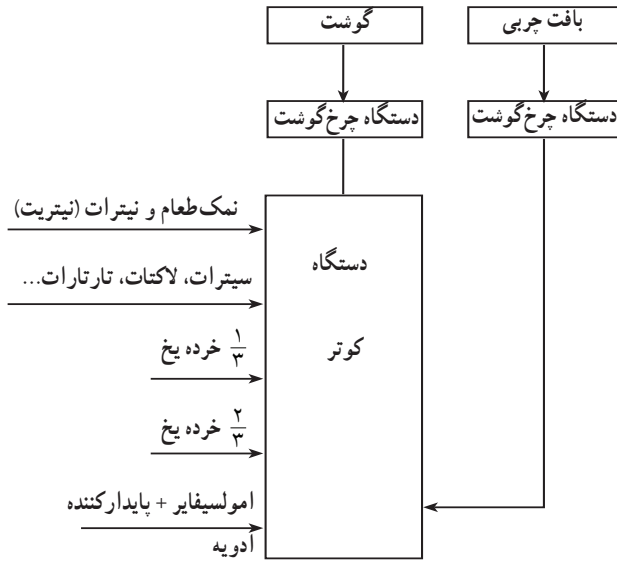 گوشت
بافت چربی
دستگاه چرخ‌گوشت
دستگاه چرخ‌گوشت
نمک‌طعام و نیترات (نیتریت)
سیترات، لاکتات، تارتارات...
۱/۳ خرده یخ
۲/۳ خرده یخ
امولسیفایر + پایدارکننده
ادویه
دستگاه
کوتر